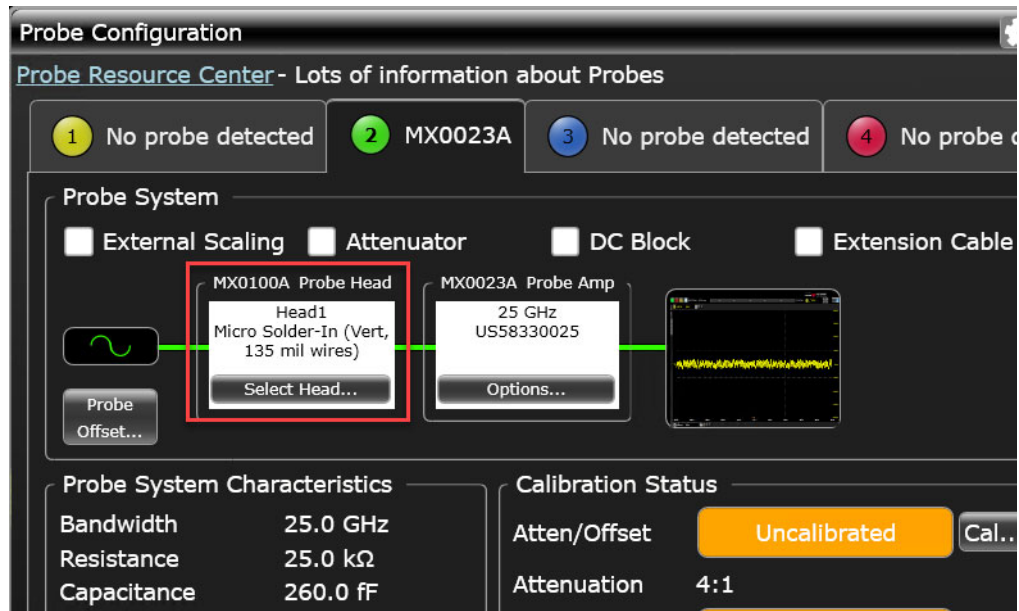 Probe Configuration
Probe Resource Center - Lots of information about Probes
1 No probe detected
2 MX0023A
3 No probe detected
4 No probe
Probe System
External Scaling
Attenuator
DC Block
Extension Cable
MX0100A Probe Head
Head1
Micro Solder-In (Vert,
135 mil wires)
Select Head...
MX0023A Probe Amp
25 GHz
US58330025
Options...
Probe
Offset...
Probe System Characteristics
Bandwidth 25.0 GHz
Resistance 25.0 kΩ
Capacitance 260.0 fF
Calibration Status
Atten/Offset Uncalibrated Cal...
Attenuation 4:1